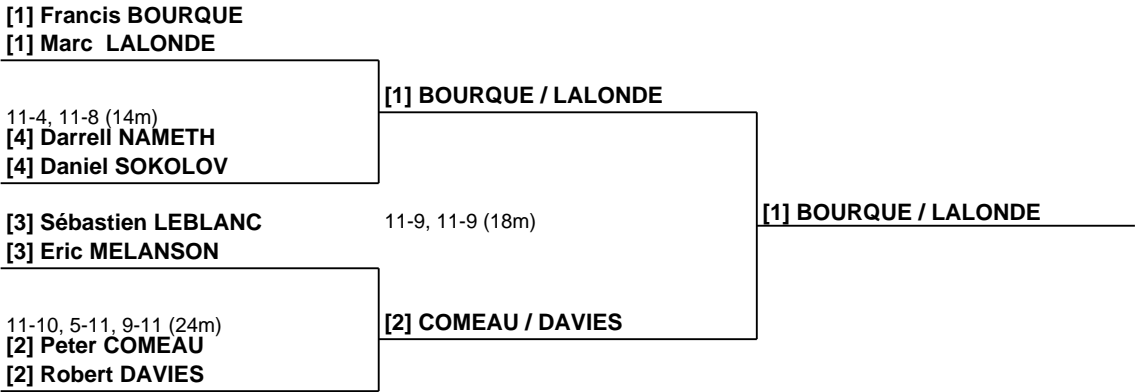 [1] Francis BOURQUE
[1] Marc LALONDE
[1] BOURQUE / LALONDE
11-4, 11-8 (14m)
[4] Darrell NAMETH
[4] Daniel SOKOLOV
[3] Sébastien LEBLANC
11-9, 11-9 (18m)
[1] BOURQUE / LALONDE
[3] Eric MELANSON
11-10, 5-11, 9-11 (24m)
[2] COMEAU / DAVIES
[2] Peter COMEAU
[2] Robert DAVIES